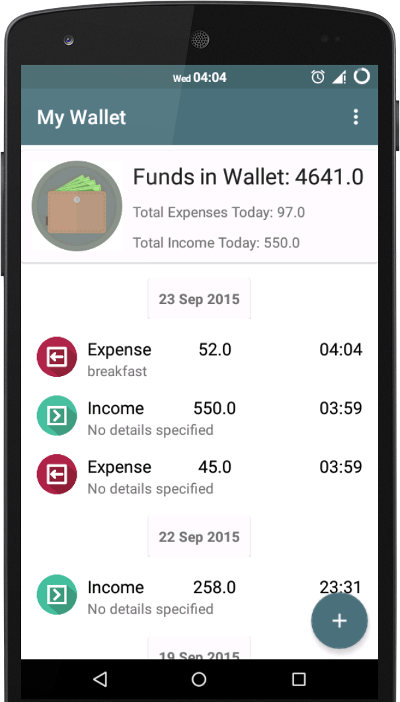 Wed 04:04
My Wallet
Funds in Wallet: 4641.0
Total Expenses Today: 97.0
Total Income Today: 550.0
23 Sep 2015
Expense 52.0 04:04
breakfast
Income 550.0 03:59
No details specified
Expense 45.0 03:59
No details specified
22 Sep 2015
Income 258.0 23:31
No details specified
+
19 Sep 2015